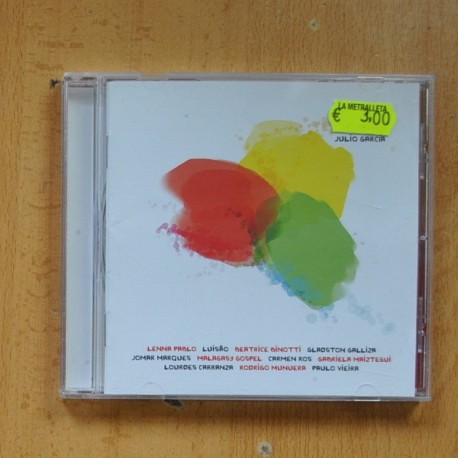 LA METRALLETA
€ 3,00
JULIO GARCÍA
LENNA PABLO LUISÃO BEATRICE BINOTTI GLADSTON GALLIZA
JOMAR MARQUES MALAGASY GOSPEL CARMEN ROS GABRIELA MAIZTEGUI
LOURDES CARRANZA RODRIGO MUNUERA PAULO VIEIRA